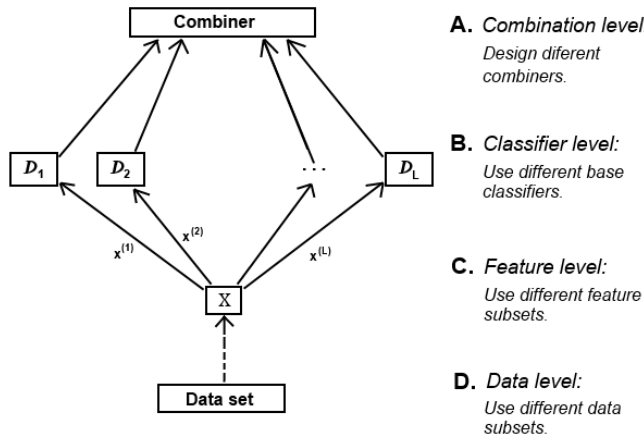 Combiner
A. Combination level
Design diferent
combiners.
D1 D2 ... DL
B. Classifier level:
Use different base
classifiers.
x(1) x(2) x(L)
C. Feature level:
Use different feature
subsets.
X
D. Data level:
Use different data
subsets.
Data set